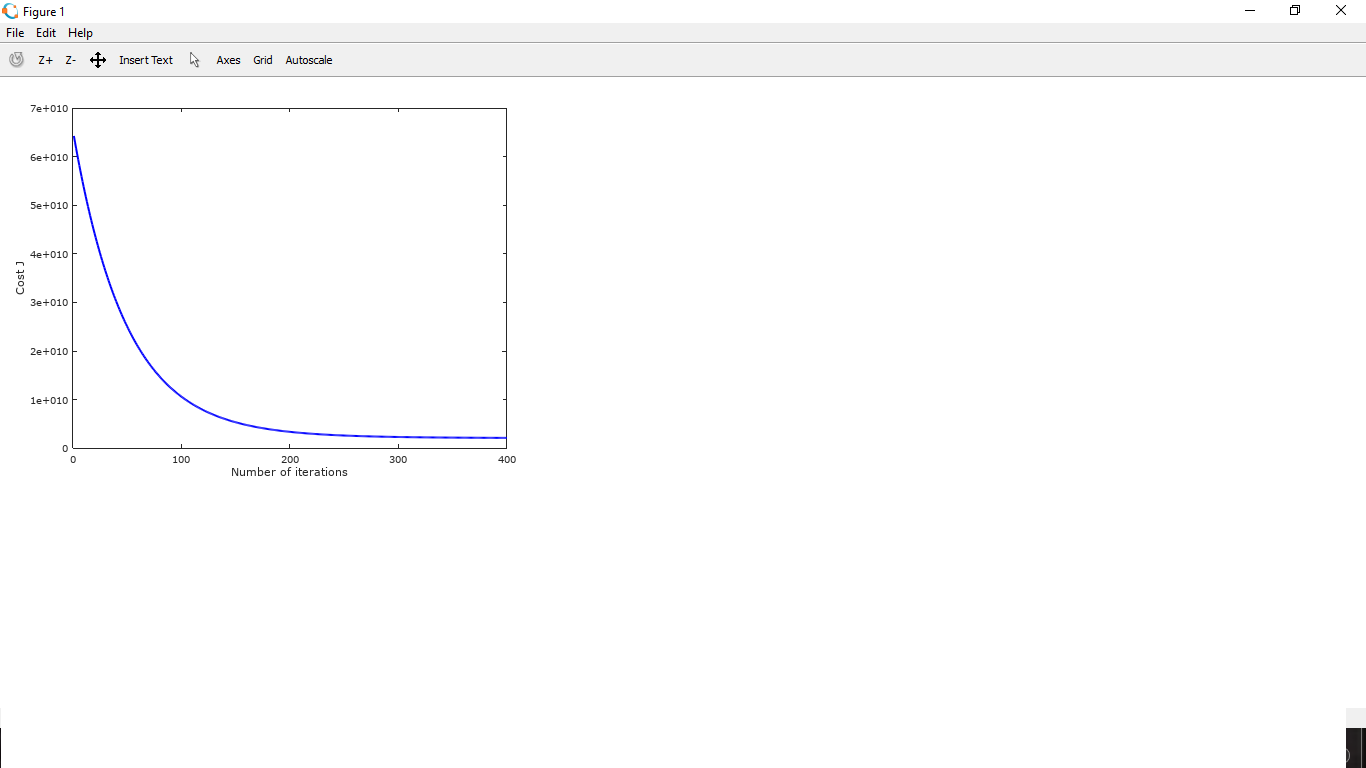 Figure 1
File Edit Help
Z+ Z- Insert Text Axes Grid Autoscale
7e+010
6e+010
5e+010
4e+010
3e+010
2e+010
1e+010
0
Cost J
0 100 200 300 400
Number of iterations